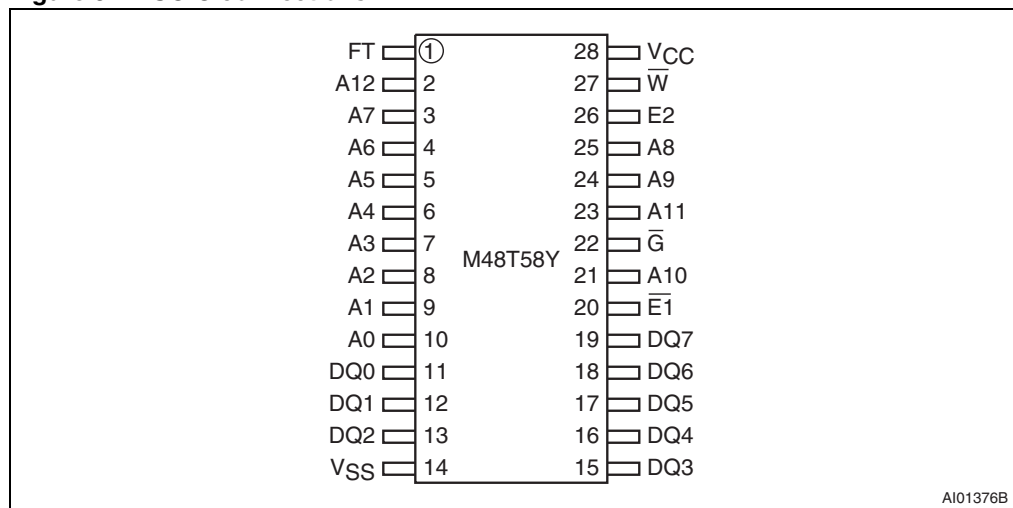 FT 1 28 VCC
A12 2 27 W̅
A7 3 26 E2
A6 4 25 A8
A5 5 24 A9
A4 6 23 A11
A3 7 22 G̅
M48T58Y
A2 8 21 A10
A1 9 20 E̅1̅
A0 10 19 DQ7
DQ0 11 18 DQ6
DQ1 12 17 DQ5
DQ2 13 16 DQ4
VSS 14 15 DQ3
AI01376B